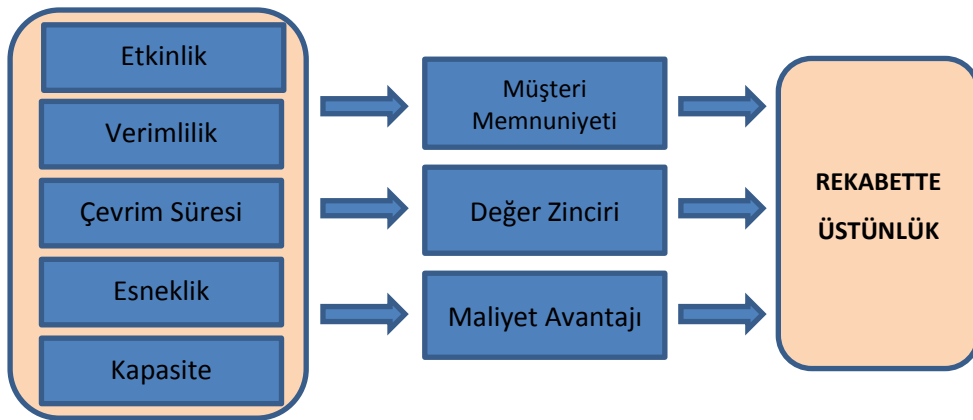 Etkinlik
Verimlilik
Çevrim Süresi
Esneklik
Kapasite
Müşteri
Memnuniyeti
Değer Zinciri
Maliyet Avantajı
REKABETTE
ÜSTÜNLÜK